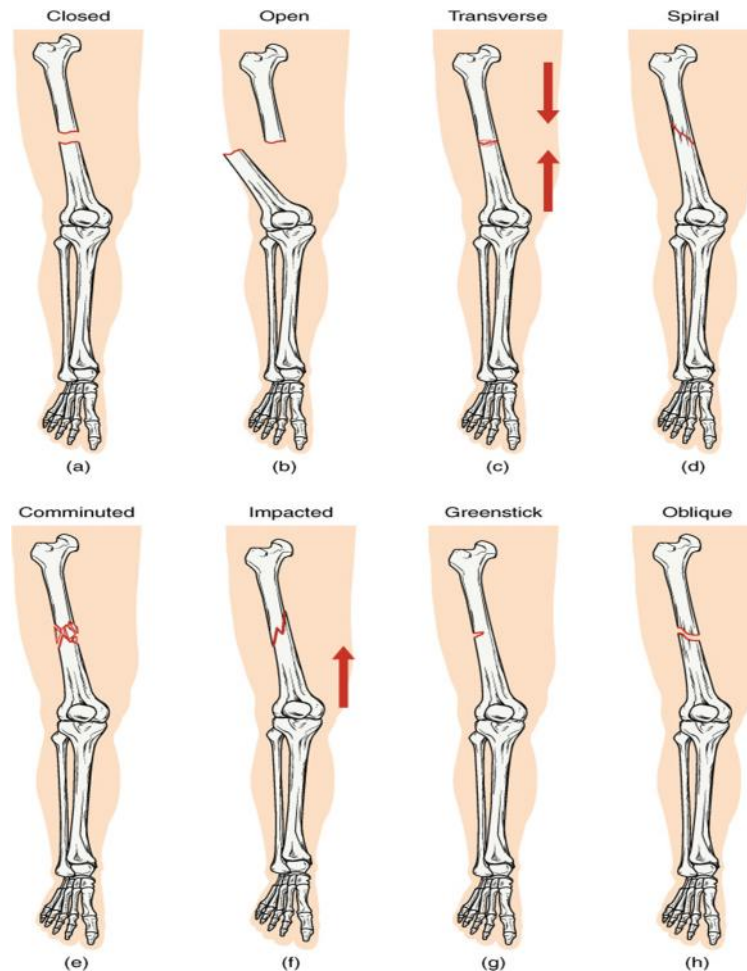 Closed Open Transverse Spiral
(a) (b) (c) (d)
Comminuted Impacted Greenstick Oblique
(e) (f) (g) (h)